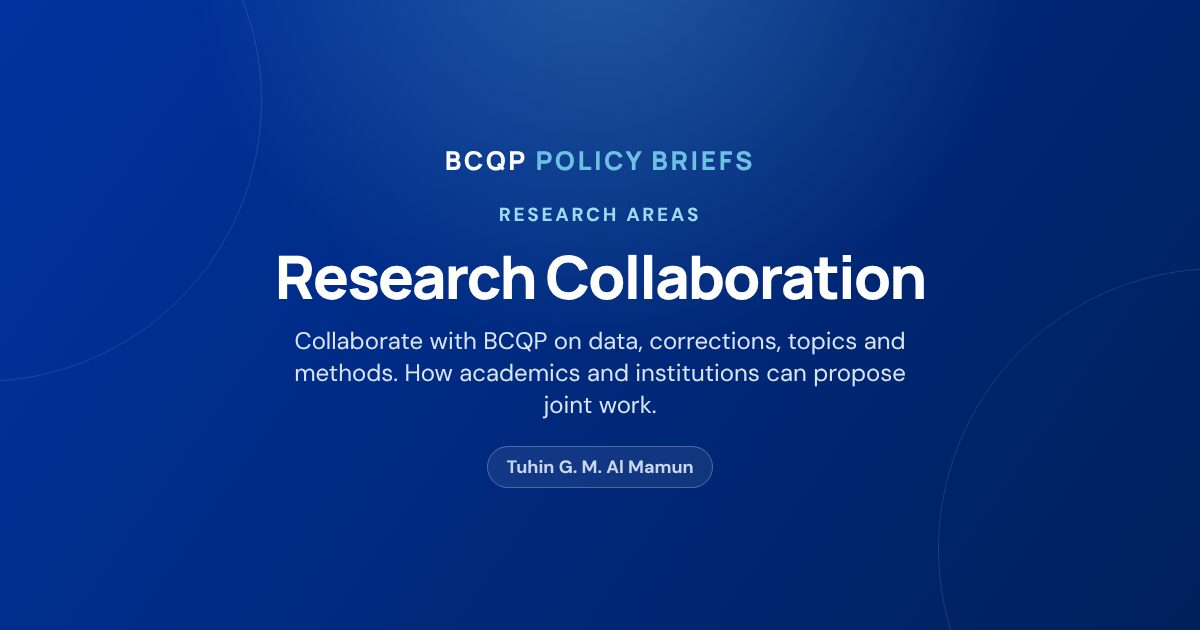 BCQP POLICY BRIEFS
RESEARCH AREAS
Research Collaboration
Collaborate with BCQP on data, corrections, topics and
methods. How academics and institutions can propose
joint work.
Tuhin G. M. Al Mamun